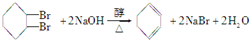 Br
Br
+2NaOH 醇 △ +2NaBr+2H₂O